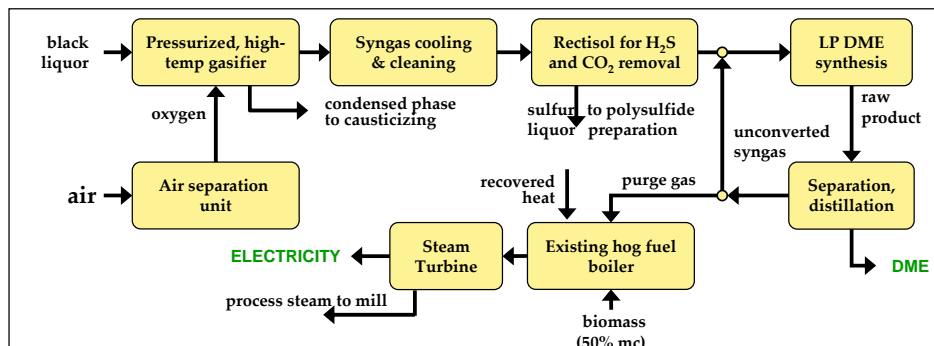 black
liquor
Pressurized, high-
temp gasifier
Syngas cooling
& cleaning
Rectisol for H₂S
and CO₂ removal
LP DME
synthesis
oxygen
condensed phase
to causticizing
sulfur to polysulfide
liquor preparation
unconverted
syngas
raw
product
air
Air separation
unit
recovered
heat
purge gas
Separation,
distillation
ELECTRICITY
Steam
Turbine
Existing hog fuel
boiler
DME
process steam to mill
biomass
(50% mc)